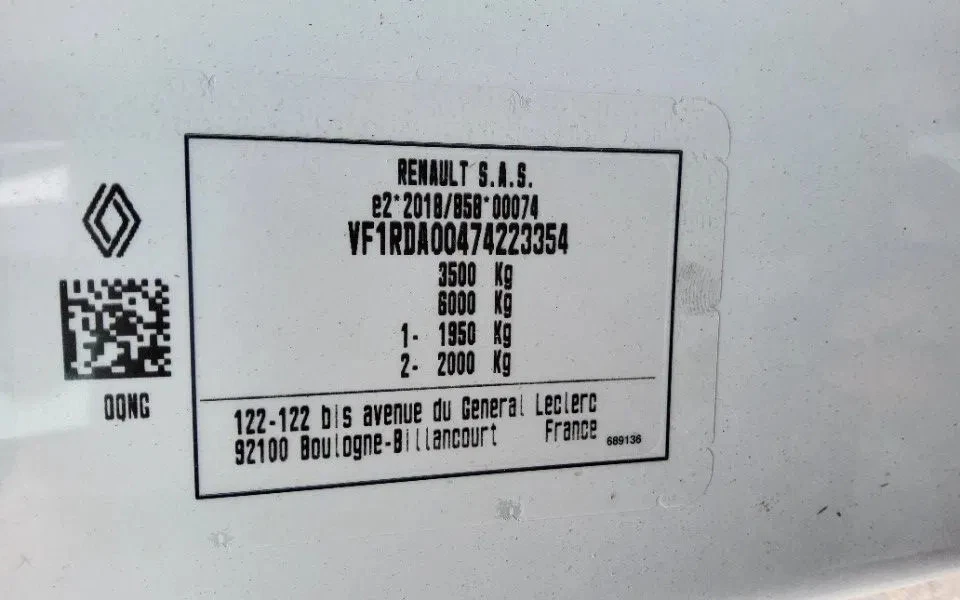 RENAULT S.A.S.
e2*2018/858*00074
VF1RDA00474223354
3500 Kg
6000 Kg
1- 1950 Kg
2- 2000 Kg
00NG
122-122 bis avenue du General Leclerc
92100 Boulogne-Billancourt France 689136